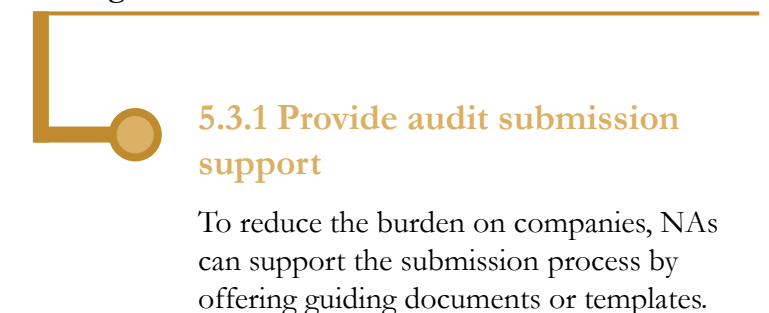 5.3.1 Provide audit submission
support
To reduce the burden on companies, NAs
can support the submission process by
offering guiding documents or templates.